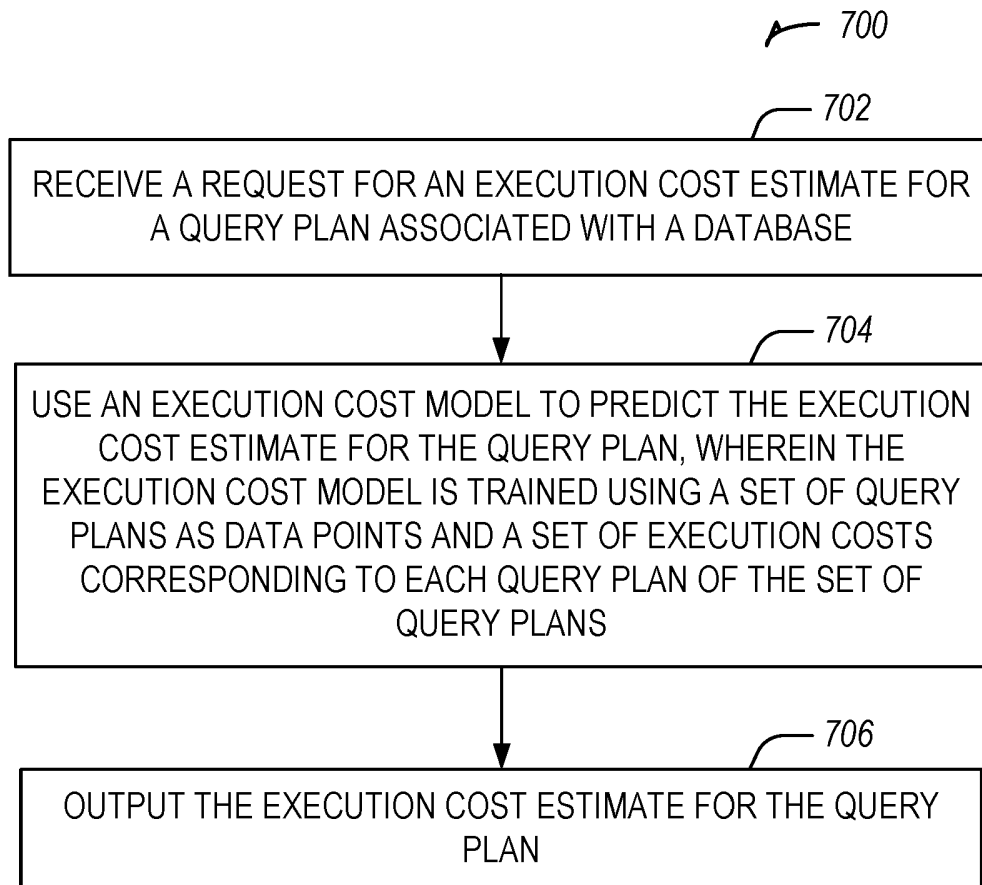 700
702
RECEIVE A REQUEST FOR AN EXECUTION COST ESTIMATE FOR
A QUERY PLAN ASSOCIATED WITH A DATABASE
704
USE AN EXECUTION COST MODEL TO PREDICT THE EXECUTION
COST ESTIMATE FOR THE QUERY PLAN, WHEREIN THE
EXECUTION COST MODEL IS TRAINED USING A SET OF QUERY
PLANS AS DATA POINTS AND A SET OF EXECUTION COSTS
CORRESPONDING TO EACH QUERY PLAN OF THE SET OF
QUERY PLANS
706
OUTPUT THE EXECUTION COST ESTIMATE FOR THE QUERY
PLAN